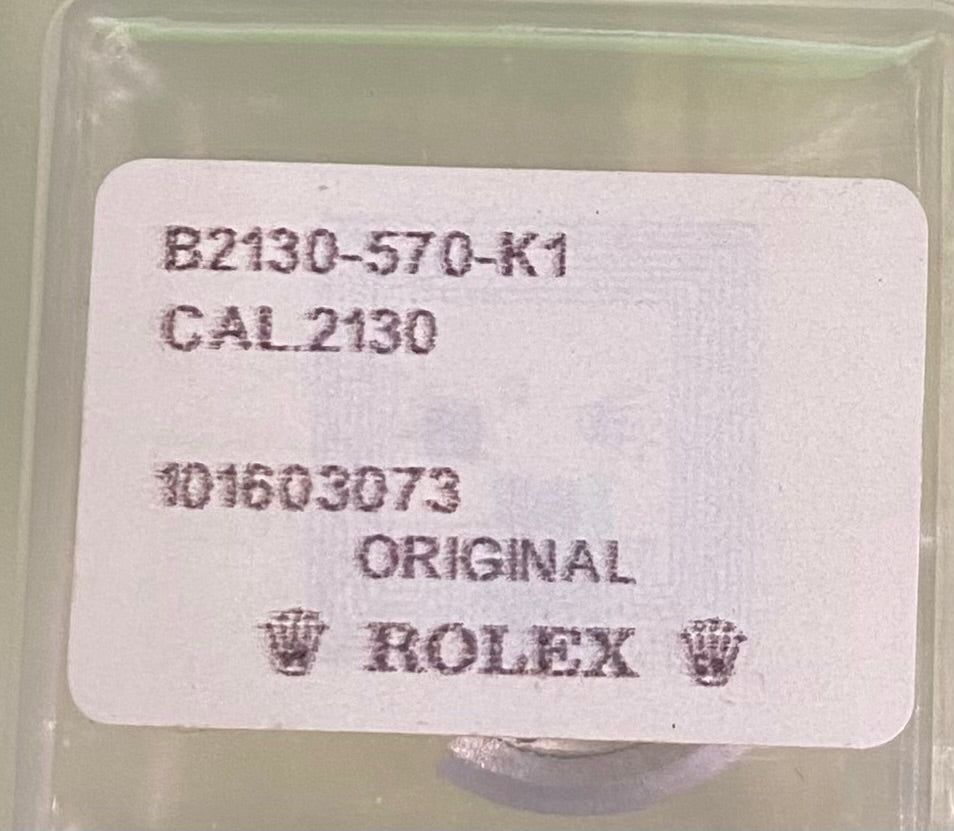 B2130-570-K1
CAL.2130
101603073
ORIGINAL
ROLEX